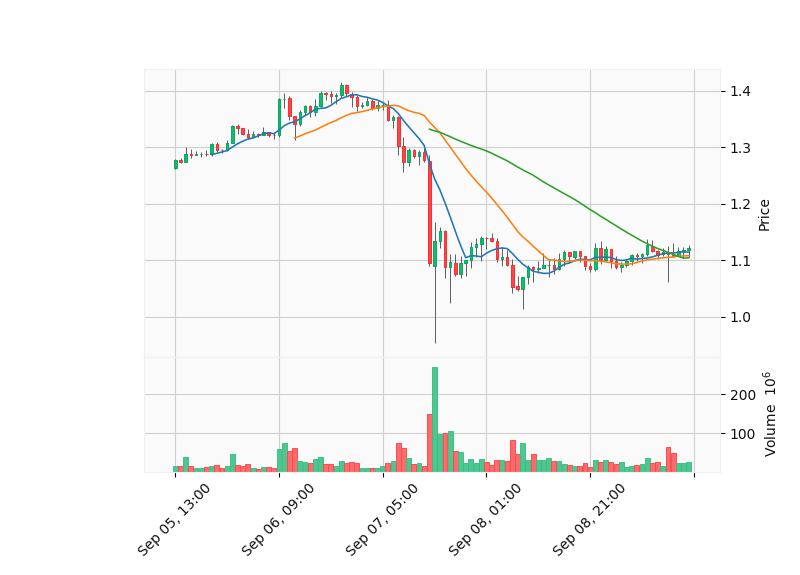 1.4
1.3
1.2
1.1
1.0
Price
200
100
Volume 10^6
Sep 05, 13:00
Sep 06, 09:00
Sep 07, 05:00
Sep 08, 01:00
Sep 08, 21:00